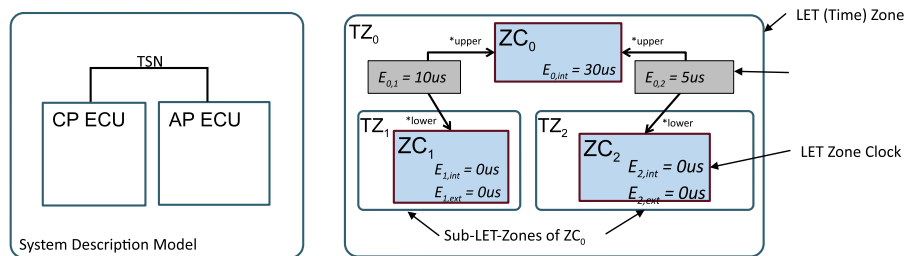 TSN
CP ECU
AP ECU
System Description Model
LET (Time) Zone
TZ0
*upper
ZC0
*upper
E0,int = 30us
E0,1 = 10us
E0,2 = 5us
*lower
*lower
TZ1
TZ2
ZC1
E1,int = 0us
E1,ext = 0us
ZC2
E2,int = 0us
E2,ext = 0us
LET Zone Clock
Sub-LET-Zones of ZC0